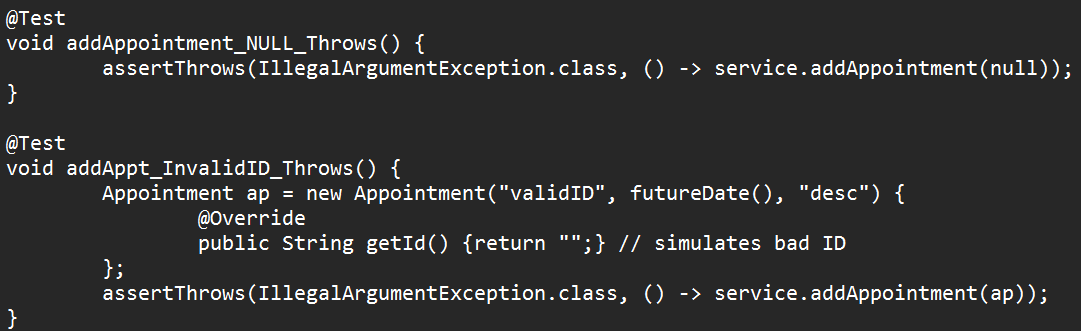 @Test
void addAppointment_NULL_Throws() {
        assertThrows(IllegalArgumentException.class, () -> service.addAppointment(null));
}

@Test
void addAppt_InvalidID_Throws() {
        Appointment ap = new Appointment("validID", futureDate(), "desc") {
                @Override
                public String getId() {return "";} // simulates bad ID
        };
        assertThrows(IllegalArgumentException.class, () -> service.addAppointment(ap));
}